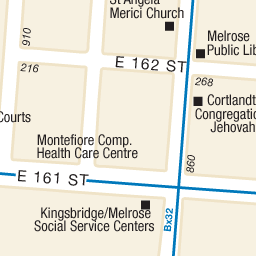 St Angela
Merici Church
910
Melrose
Public Lib
E 162 ST
216
268
Cortlandt
Congregation
Jehovah
Courts
Montefiore Comp.
Health Care Centre
860
E 161 ST
Kingsbridge/Melrose
Social Service Centers
Bx32